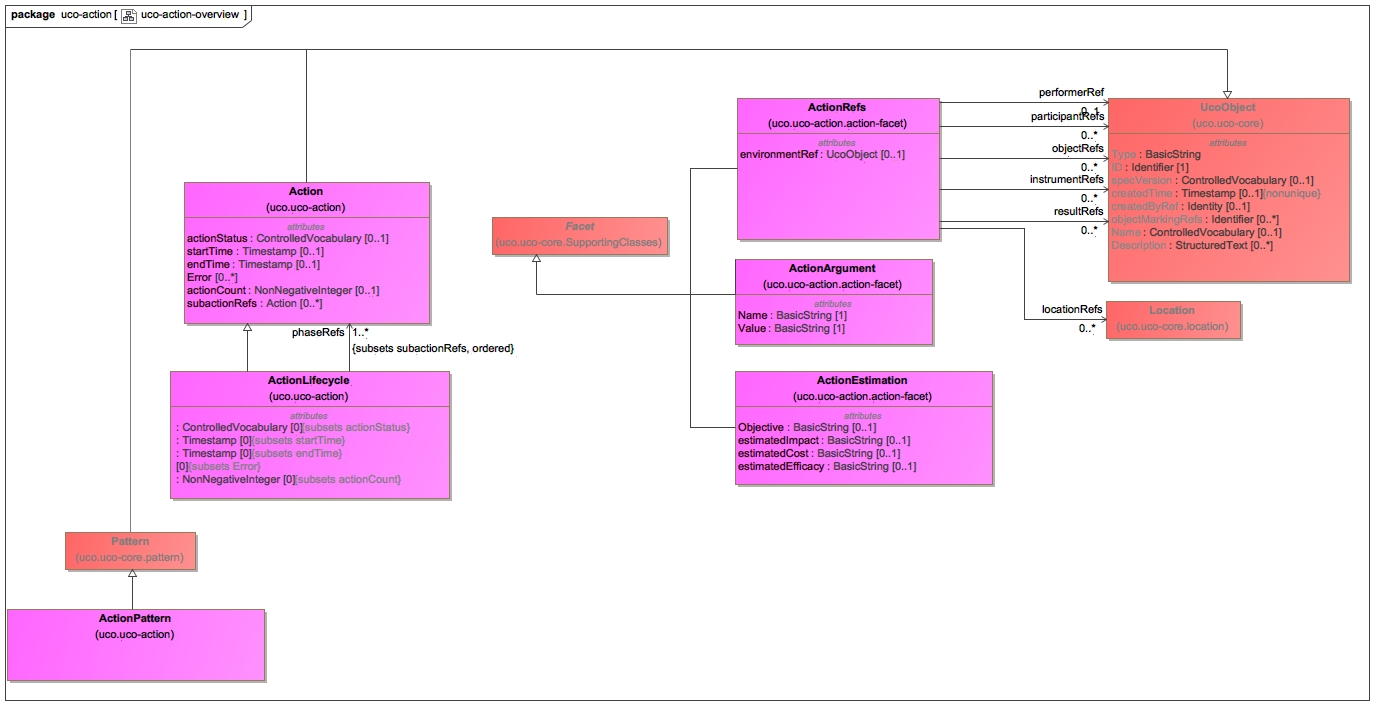 package uco-action [ uco-action-overview ]
performerRef
0..1
participantRefs
0..*
objectRefs
0..*
instrumentRefs
0..*
resultRefs
0..*
locationRefs
0..*
ActionRefs
(uco.uco-action.action-facet)
attributes
environmentRef : UcoObject [0..1]
UcoObject
(uco.uco-core)
attributes
Type : BasicString
ID : Identifier [1]
specVersion : ControlledVocabulary [0..1]
createdTime : Timestamp [0..1]{nonunique}
createdByRef : Identity [0..1]
objectMarkingRefs : Identifier [0..*]
Name : ControlledVocabulary [0..1]
Description : StructuredText [0..*]
Action
(uco.uco-action)
attributes
actionStatus : ControlledVocabulary [0..1]
startTime : Timestamp [0..1]
endTime : Timestamp [0..1]
Error [0..*]
actionCount : NonNegativeInteger [0..1]
subactionRefs : Action [0..*]
Facet
(uco.uco-core.SupportingClasses)
ActionArgument
(uco.uco-action.action-facet)
attributes
Name : BasicString [1]
Value : BasicString [1]
Location
(uco.uco-core.location)
phaseRefs 1..*
{subsets subactionRefs, ordered}
ActionLifecycle
(uco.uco-action)
attributes
: ControlledVocabulary [0]{subsets actionStatus}
: Timestamp [0]{subsets startTime}
: Timestamp [0]{subsets endTime}
[0]{subsets Error}
: NonNegativeInteger [0]{subsets actionCount}
ActionEstimation
(uco.uco-action.action-facet)
attributes
Objective : BasicString [0..1]
estimatedImpact : BasicString [0..1]
estimatedCost : BasicString [0..1]
estimatedEfficacy : BasicString [0..1]
Pattern
(uco.uco-core.pattern)
ActionPattern
(uco.uco-action)